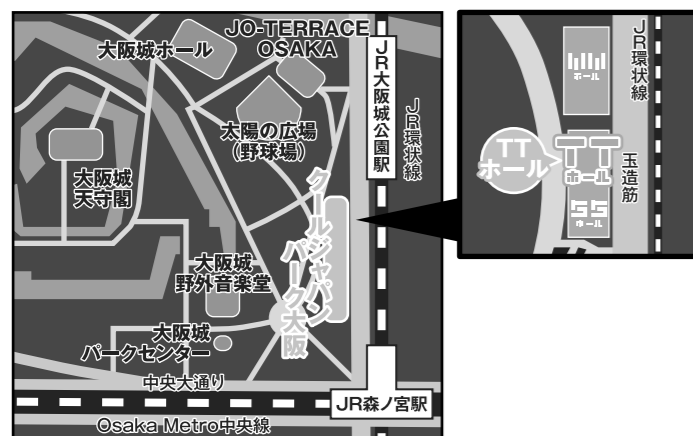 JO-TERRACE
OSAKA
大阪城ホール
太陽の広場
(野球場)
大阪城
天守閣
クールジャパン
パーク大阪
大阪城
野外音楽堂
大阪城
パークセンター
中央大通り
Osaka Metro中央線
JR森ノ宮駅
JR大阪城公園駅
JR環状線
JR環状線
玉造筋
WW
ホール
TT
ホール
TT
ホール
SS
ホール